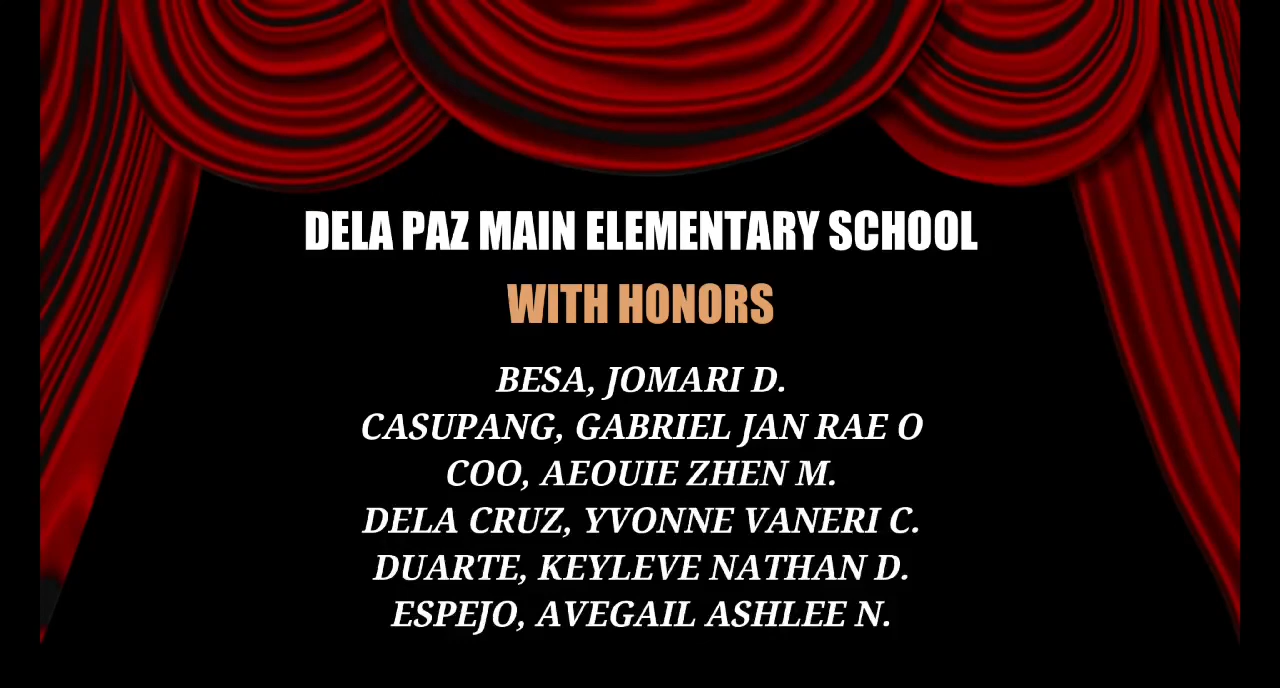 DELA PAZ MAIN ELEMENTARY SCHOOL
WITH HONORS
BESA, JOMARI D.
CASUPANG, GABRIEL JAN RAE O
COO, AEOUIE ZHEN M.
DELA CRUZ, YVONNE VANERI C.
DUARTE, KEYLEVE NATHAN D.
ESPEJO, AVEGAIL ASHLEE N.